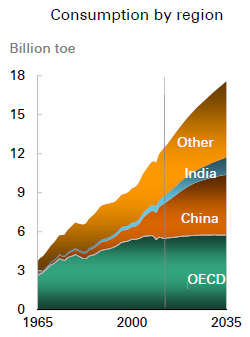 Consumption by region
Billion toe
18
15
12
9
6
3
0
Other
India
China
OECD
1965 2000 2035